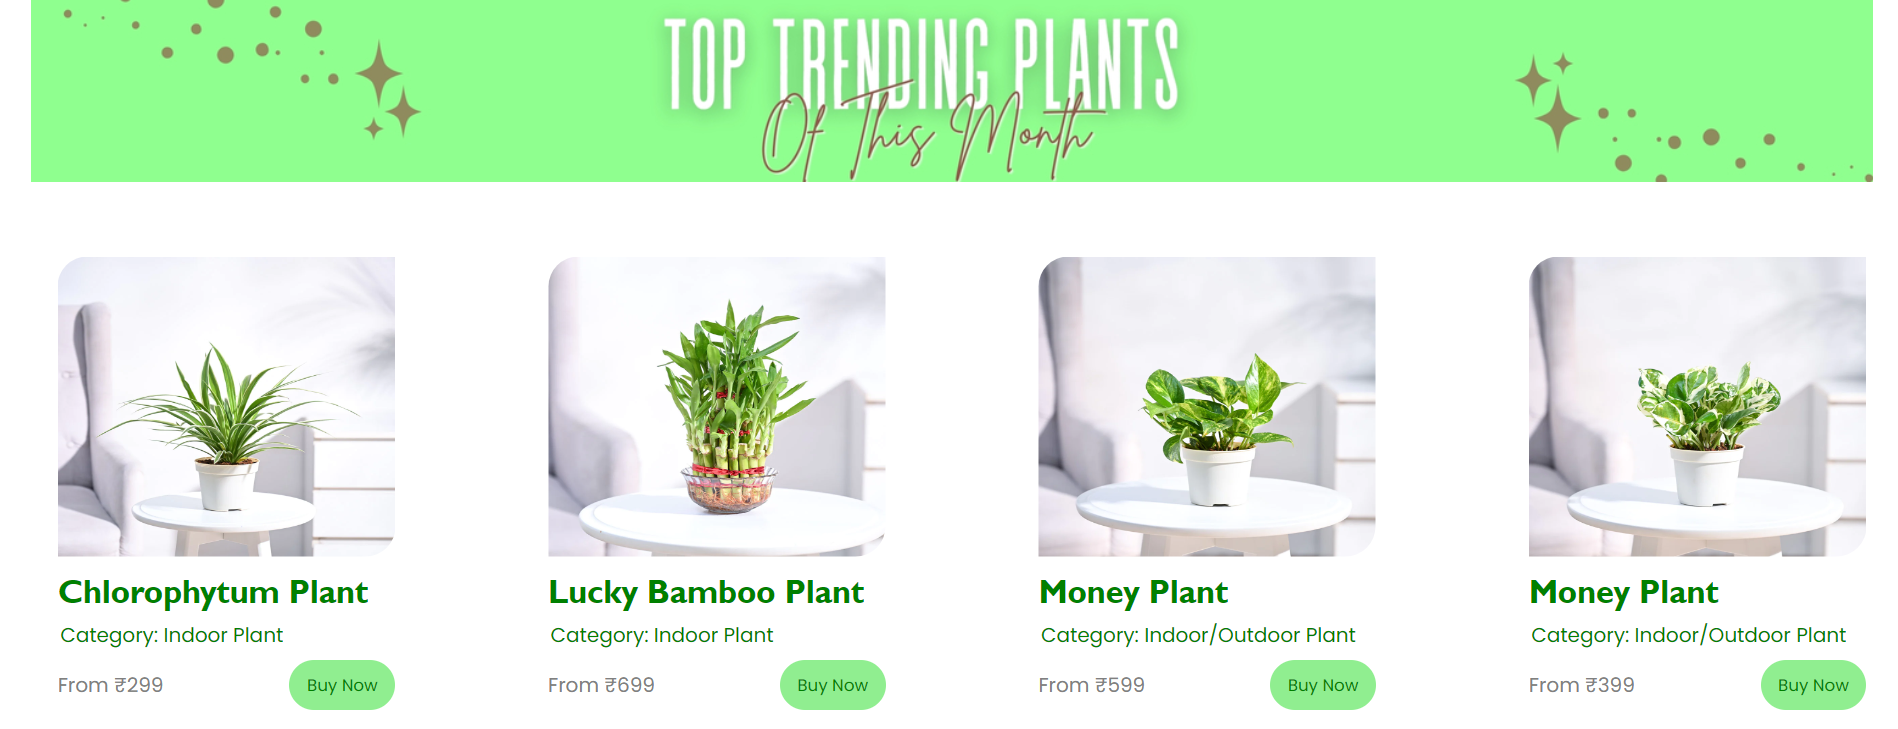 TOP TRENDING PLANTS
Of This Month
Chlorophytum Plant
Category: Indoor Plant
From ₹299
Buy Now
Lucky Bamboo Plant
Category: Indoor Plant
From ₹699
Buy Now
Money Plant
Category: Indoor/Outdoor Plant
From ₹599
Buy Now
Money Plant
Category: Indoor/Outdoor Plant
From ₹399
Buy Now